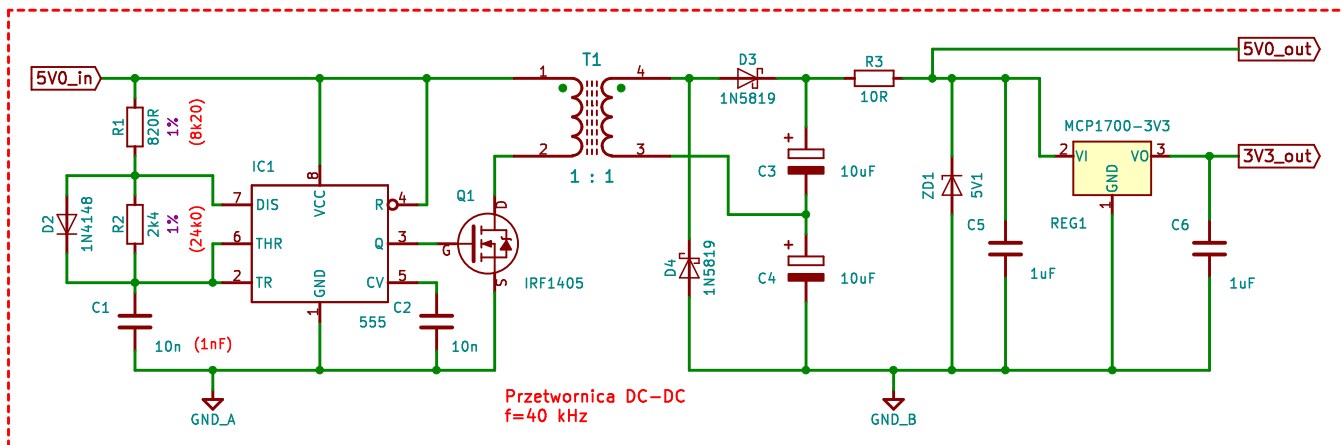 5V0_in
R1
820R
1%
(8k20)
D2
1N4148
R2
2k4
1%
(24k0)
C1
10n
(1nF)
IC1
8
VCC
7
DIS
R
4
6
THR
Q
3
2
TR
CV
5
GND
1
555
C2
10n
GND_A
Q1
D
G
S
IRF1405
T1
1
4
2
3
1 : 1
D3
1N5819
R3
10R
5V0_out
D4
1N5819
+
C3
10uF
+
C4
10uF
ZD1
5V1
C5
1uF
MCP1700-3V3
2
VI
VO
3
GND
1
REG1
3V3_out
C6
1uF
GND_B
Przetwornica DC-DC
f=40 kHz